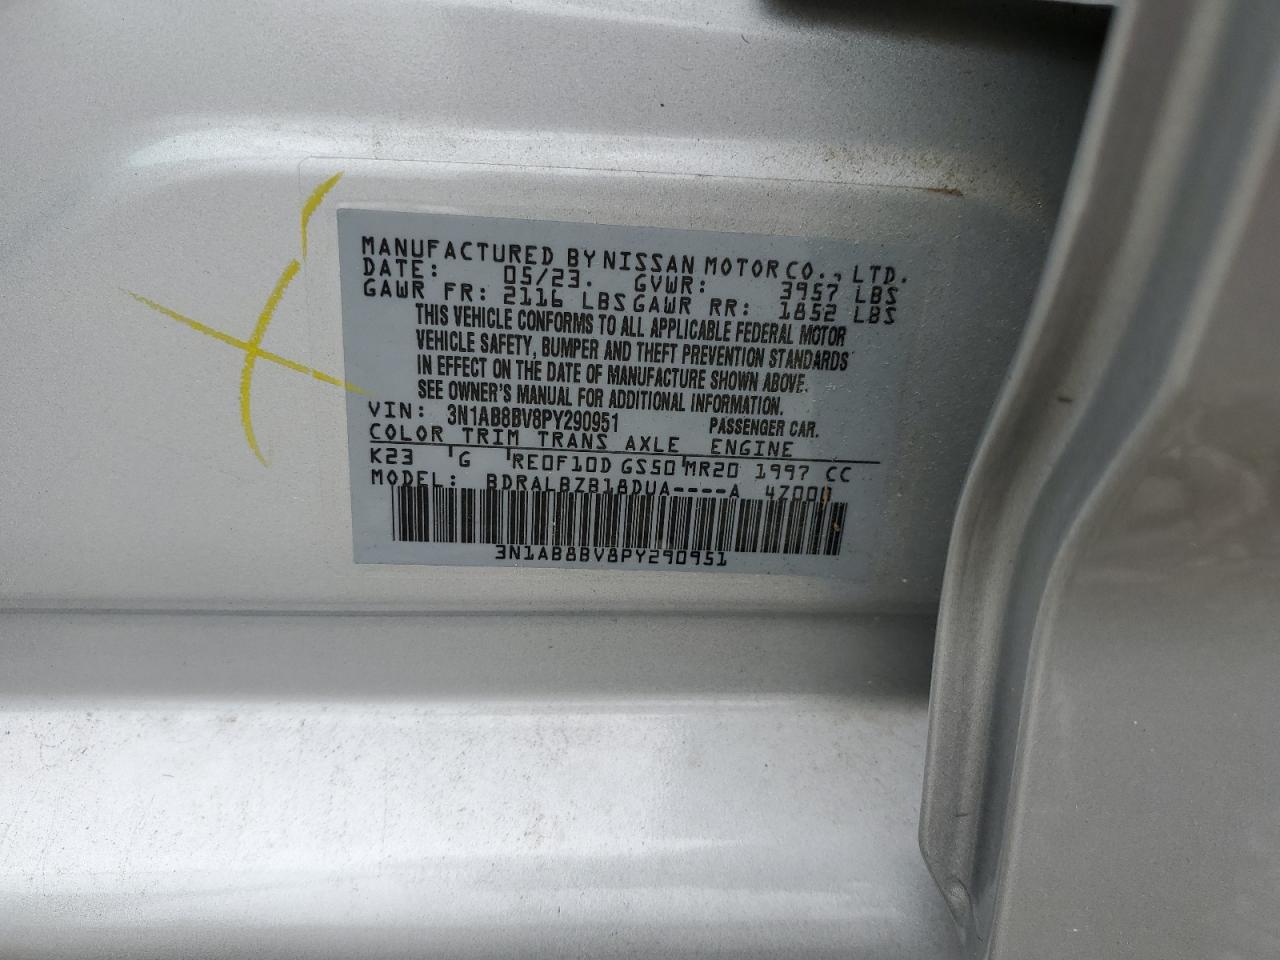 MANUFACTURED BY NISSAN MOTOR CO., LTD.
DATE: 05/23. GVWR: 3957 LBS
GAWR FR: 2116 LBS GAWR RR: 1852 LBS
THIS VEHICLE CONFORMS TO ALL APPLICABLE FEDERAL MOTOR
VEHICLE SAFETY, BUMPER AND THEFT PREVENTION STANDARDS
IN EFFECT ON THE DATE OF MANUFACTURE SHOWN ABOVE.
SEE OWNER'S MANUAL FOR ADDITIONAL INFORMATION.
VIN: 3N1AB8BV8PY290951 PASSENGER CAR.
COLOR TRIM TRANS AXLE ENGINE
K23 G RE0F10D GS50 MR20 1997 CC
MODEL: BDRALBZB18DUA----A
3N1AB8BV8PY290951